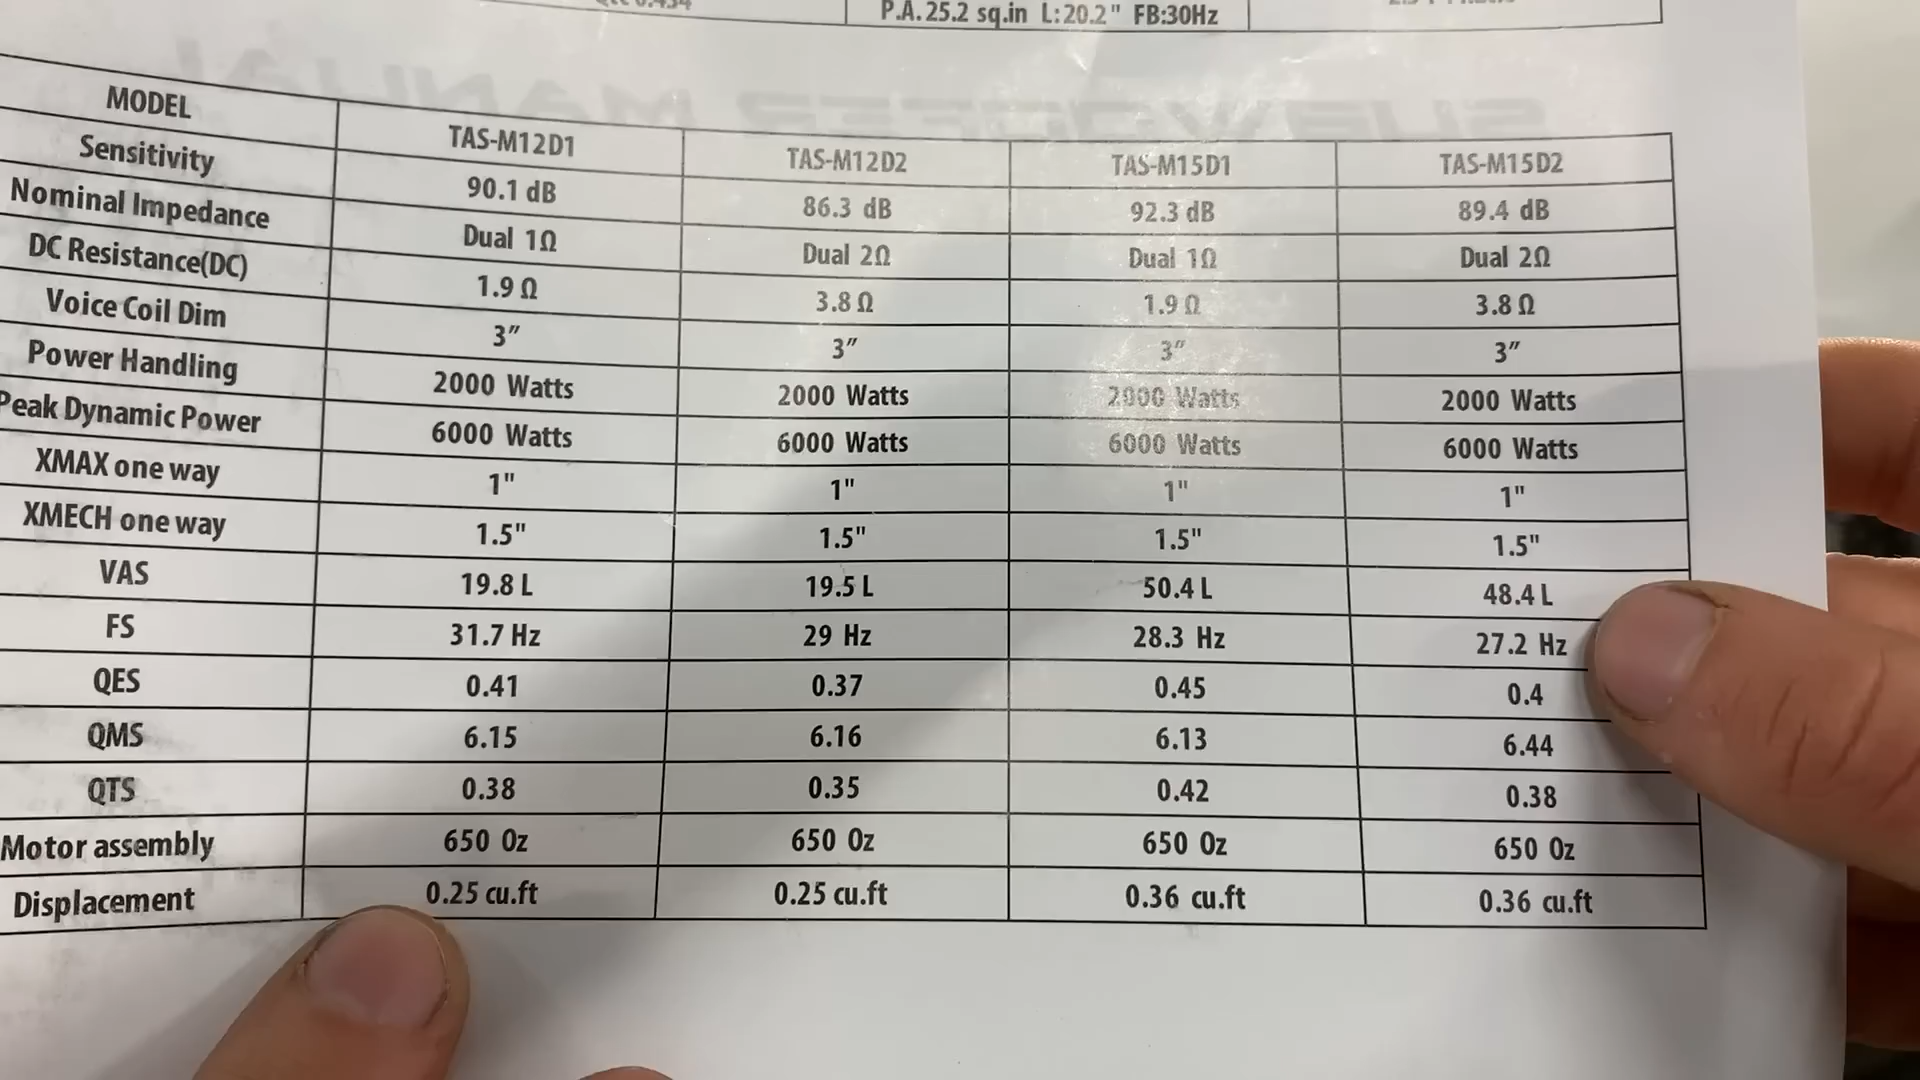 P.A. 25.2 sq.in L:20.2" FB:30Hz
MODEL TAS-M12D1 TAS-M12D2 TAS-M15D1 TAS-M15D2
Sensitivity 90.1 dB 86.3 dB 92.3 dB 89.4 dB
Nominal Impedance Dual 1Ω Dual 2Ω Dual 1Ω Dual 2Ω
DC Resistance(DC) 1.9 Ω 3.8 Ω 1.9 Ω 3.8 Ω
Voice Coil Dim 3” 3” 3” 3”
Power Handling 2000 Watts 2000 Watts 2000 Watts 2000 Watts
Peak Dynamic Power 6000 Watts 6000 Watts 6000 Watts 6000 Watts
XMAX one way 1" 1" 1" 1"
XMECH one way 1.5" 1.5" 1.5" 1.5"
VAS 19.8 L 19.5 L 50.4 L 48.4 L
FS 31.7 Hz 29 Hz 28.3 Hz 27.2 Hz
QES 0.41 0.37 0.45 0.4
QMS 6.15 6.16 6.13 6.44
QTS 0.38 0.35 0.42 0.38
Motor assembly 650 Oz 650 Oz 650 Oz 650 Oz
Displacement 0.25 cu.ft 0.25 cu.ft 0.36 cu.ft 0.36 cu.ft